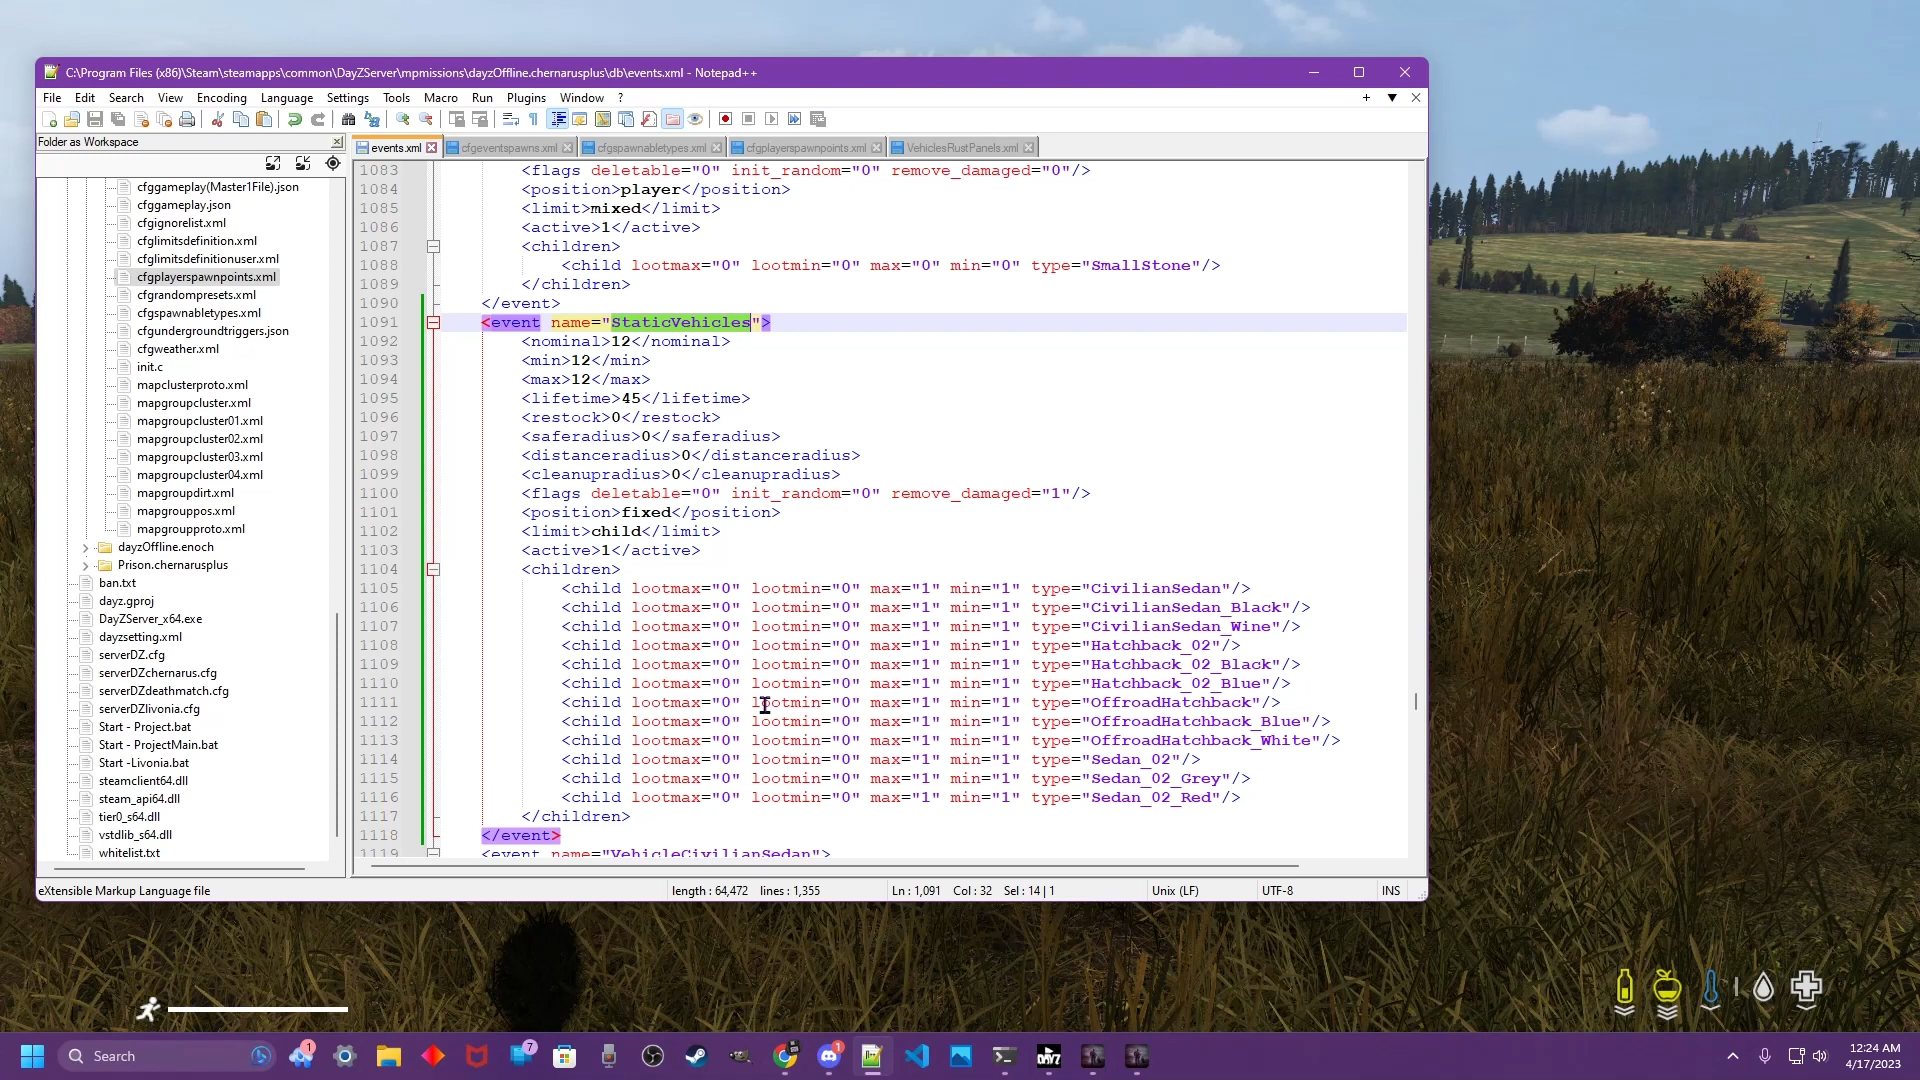 C:\Program Files (x86)\Steam\steamapps\common\DayZServer\mpmissions\dayzOffline.chernarusplus\db\events.xml - Notepad++
File Edit Search View Encoding Language Settings Tools Macro Run Plugins Window ?
Folder as Workspace
events.xml cfgeventspawns.xml cfgspawnabletypes.xml cfgplayerspawnpoints.xml VehiclesRustPanels.xml
cfggameplay(Master1File).json
cfggameplay.json
cfgignorelist.xml
cfglimitsdefinition.xml
cfglimitsdefinitionuser.xml
cfgplayerspawnpoints.xml
cfgrandompresets.xml
cfgspawnabletypes.xml
cfgundergroundtriggers.json
cfgweather.xml
init.c
mapclusterproto.xml
mapgroupcluster.xml
mapgroupcluster01.xml
mapgroupcluster02.xml
mapgroupcluster03.xml
mapgroupcluster04.xml
mapgroupdirt.xml
mapgrouppos.xml
mapgroupproto.xml
dayzOffline.enoch
Prison.chernarusplus
ban.txt
dayz.gproj
DayZServer_x64.exe
dayzsetting.xml
serverDZ.cfg
serverDZchernarus.cfg
serverDZdeathmatch.cfg
serverDZlivonia.cfg
Start - Project.bat
Start - ProjectMain.bat
Start -Livonia.bat
steamclient64.dll
steam_api64.dll
tier0_s64.dll
vstdlib_s64.dll
whitelist.txt
1083 <flags deletable="0" init_random="0" remove_damaged="0"/>
1084 <position>player</position>
1085 <limit>mixed</limit>
1086 <active>1</active>
1087 <children>
1088 <child lootmax="0" lootmin="0" max="0" min="0" type="SmallStone"/>
1089 </children>
1090 </event>
1091 <event name="StaticVehicles">
1092 <nominal>12</nominal>
1093 <min>12</min>
1094 <max>12</max>
1095 <lifetime>45</lifetime>
1096 <restock>0</restock>
1097 <saferadius>0</saferadius>
1098 <distanceradius>0</distanceradius>
1099 <cleanupradius>0</cleanupradius>
1100 <flags deletable="0" init_random="0" remove_damaged="1"/>
1101 <position>fixed</position>
1102 <limit>child</limit>
1103 <active>1</active>
1104 <children>
1105 <child lootmax="0" lootmin="0" max="1" min="1" type="CivilianSedan"/>
1106 <child lootmax="0" lootmin="0" max="1" min="1" type="CivilianSedan_Black"/>
1107 <child lootmax="0" lootmin="0" max="1" min="1" type="CivilianSedan_Wine"/>
1108 <child lootmax="0" lootmin="0" max="1" min="1" type="Hatchback_02"/>
1109 <child lootmax="0" lootmin="0" max="1" min="1" type="Hatchback_02_Black"/>
1110 <child lootmax="0" lootmin="0" max="1" min="1" type="Hatchback_02_Blue"/>
1111 <child lootmax="0" lootmin="0" max="1" min="1" type="OffroadHatchback"/>
1112 <child lootmax="0" lootmin="0" max="1" min="1" type="OffroadHatchback_Blue"/>
1113 <child lootmax="0" lootmin="0" max="1" min="1" type="OffroadHatchback_White"/>
1114 <child lootmax="0" lootmin="0" max="1" min="1" type="Sedan_02"/>
1115 <child lootmax="0" lootmin="0" max="1" min="1" type="Sedan_02_Grey"/>
1116 <child lootmax="0" lootmin="0" max="1" min="1" type="Sedan_02_Red"/>
1117 </children>
1118 </event>
1119 <event name="VehicleCivilianSedan">
eXtensible Markup Language file length : 64,472 lines : 1,355 Ln : 1,091 Col : 32 Sel : 14 | 1 Unix (LF) UTF-8 INS
Search 1 7 1 DAYZ 12:24 AM
4/17/2023